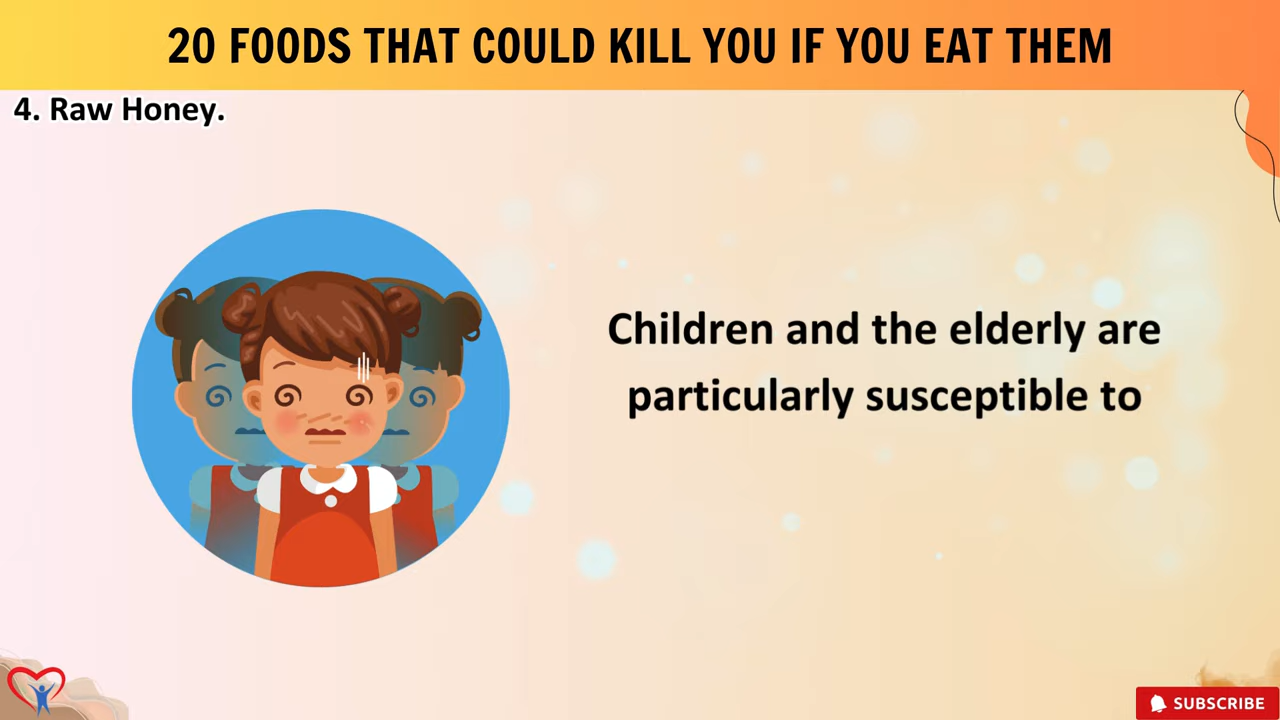 20 FOODS THAT COULD KILL YOU IF YOU EAT THEM
4. Raw Honey.
Children and the elderly are
particularly susceptible to
SUBSCRIBE